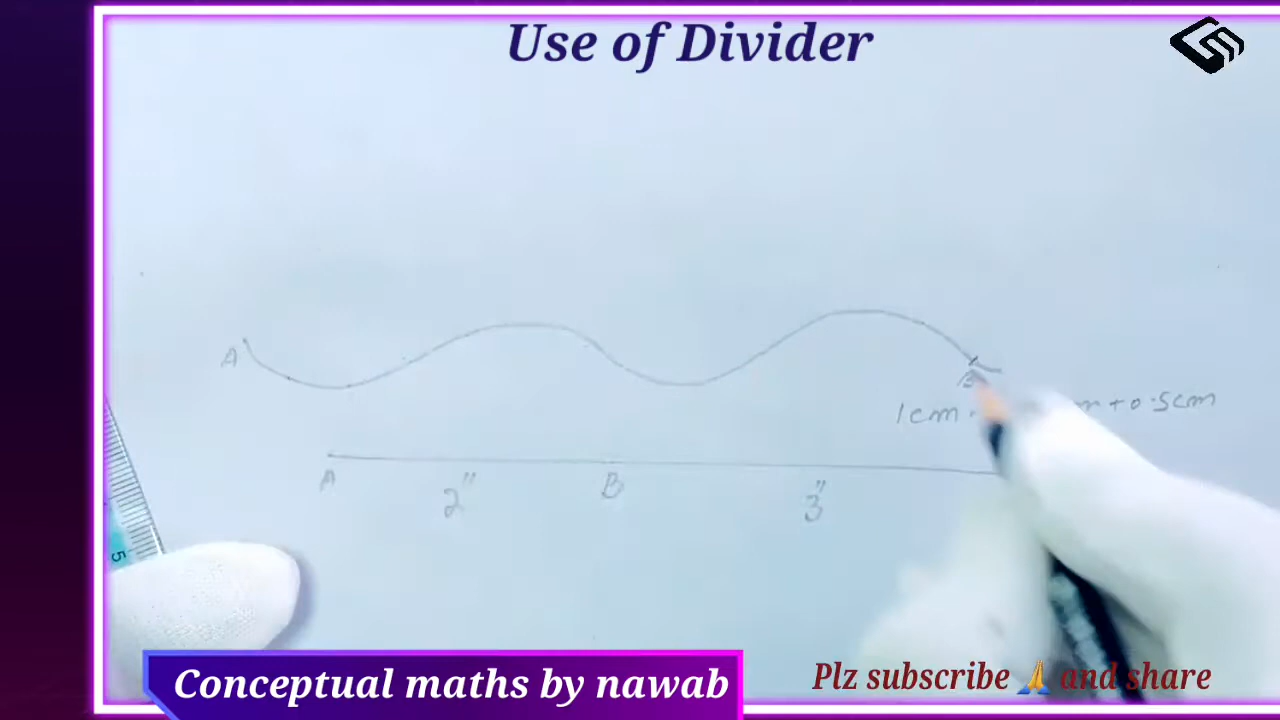 Use of Divider
A
B
1cm + 0.5cm
A 2" B 3"
5
Conceptual maths by nawab
Plz subscribe 🙏 and share